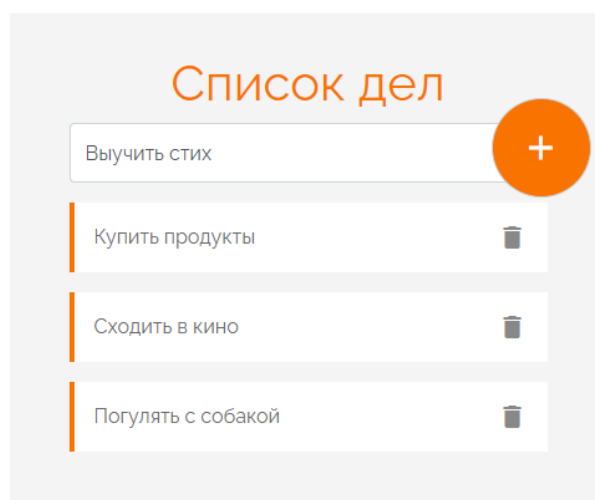 Список дел
Выучить стих
Купить продукты
Сходить в кино
Погулять с собакой